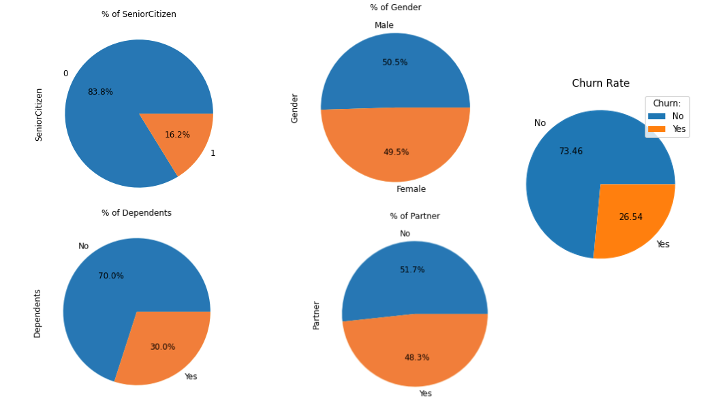 % of SeniorCitizen
0
83.8%
16.2%
1
SeniorCitizen
% of Gender
Male
50.5%
Gender
49.5%
Female
Churn Rate
Churn:
No
Yes
No
73.46
26.54
Yes
% of Dependents
No
70.0%
Dependents
30.0%
Yes
% of Partner
No
51.7%
Partner
48.3%
Yes